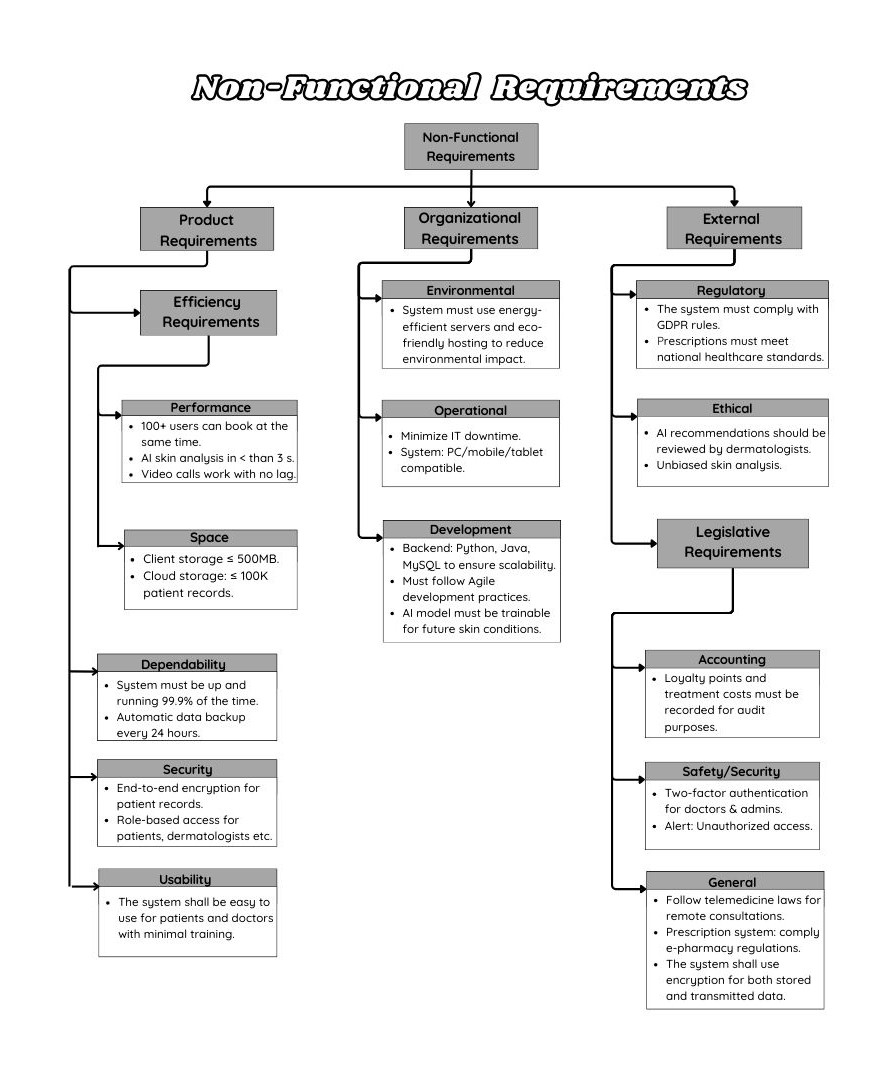 Non-Functional Requirements
Non-Functional
Requirements
Product
Requirements
Efficiency
Requirements
Performance
• 100+ users can book at the
same time.
• AI skin analysis in < than 3 s.
• Video calls work with no lag.
Space
• Client storage ≤ 500MB.
• Cloud storage: ≤ 100K
patient records.
Dependability
• System must be up and
running 99.9% of the time.
• Automatic data backup
every 24 hours.
Security
• End-to-end encryption for
patient records.
• Role-based access for
patients, dermatologists etc.
Usability
• The system shall be easy to
use for patients and doctors
with minimal training.
Organizational
Requirements
Environmental
• System must use energy-
efficient servers and eco-
friendly hosting to reduce
environmental impact.
Operational
• Minimize IT downtime.
• System: PC/mobile/tablet
compatible.
Development
• Backend: Python, Java,
MySQL to ensure scalability.
• Must follow Agile
development practices.
• AI model must be trainable
for future skin conditions.
External
Requirements
Regulatory
• The system must comply with
GDPR rules.
• Prescriptions must meet
national healthcare standards.
Ethical
• AI recommendations should be
reviewed by dermatologists.
• Unbiased skin analysis.
Legislative
Requirements
Accounting
• Loyalty points and
treatment costs must be
recorded for audit
purposes.
Safety/Security
• Two-factor authentication
for doctors & admins.
• Alert: Unauthorized access.
General
• Follow telemedicine laws for
remote consultations.
• Prescription system: comply
e-pharmacy regulations.
• The system shall use
encryption for both stored
and transmitted data.